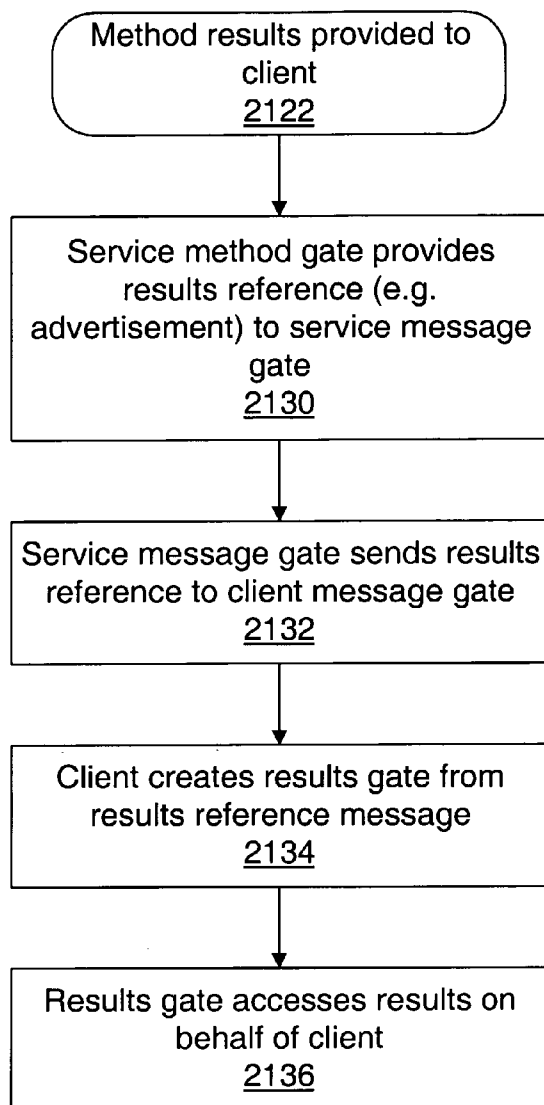 Method results provided to
client
2122
Service method gate provides
results reference (e.g.
advertisement) to service message
gate
2130
Service message gate sends results
reference to client message gate
2132
Client creates results gate from
results reference message
2134
Results gate accesses results on
behalf of client
2136